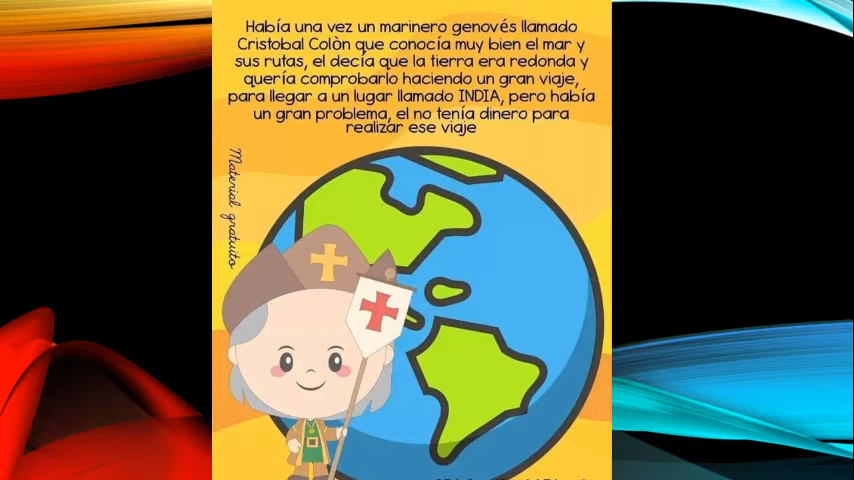 Había una vez un marinero genovés llamado
Cristobal Colòn que conocía muy bien el mar y
sus rutas, el decía que la tierra era redonda y
quería comprobarlo haciendo un gran viaje,
para llegar a un lugar llamado INDIA, pero había
un gran problema, el no tenía dinero para
realizar ese viaje
Material gratuito